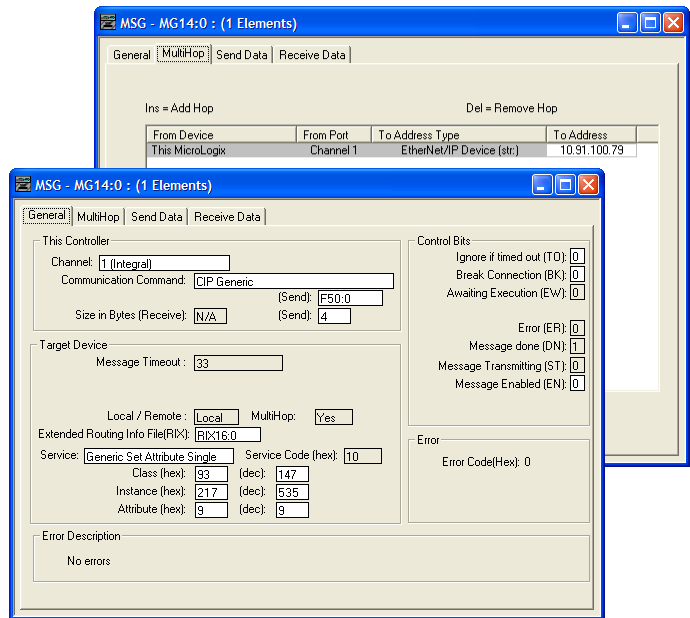 MSG - MG14:0 : (1 Elements)
General MultiHop Send Data Receive Data
Ins = Add Hop Del = Remove Hop
From Device From Port To Address Type To Address
This MicroLogix Channel 1 EtherNet/IP Device (str:) 10.91.100.79
MSG - MG14:0 : (1 Elements)
General MultiHop Send Data Receive Data
This Controller
Channel: 1 (Integral)
Communication Command: CIP Generic
(Send): F50:0
Size in Bytes (Receive): N/A (Send): 4
Target Device
Message Timeout : 33
Local / Remote : Local MultiHop: Yes
Extended Routing Info File(RIX): RIX16:0
Service: Generic Set Attribute Single Service Code (hex): 10
Class (hex): 93 (dec): 147
Instance (hex): 217 (dec): 535
Attribute (hex): 9 (dec): 9
Control Bits
Ignore if timed out (TO): 0
Break Connection (BK): 0
Awaiting Execution (EW): 0
Error (ER): 0
Message done (DN): 1
Message Transmitting (ST): 0
Message Enabled (EN): 0
Error
Error Code(Hex): 0
Error Description
No errors